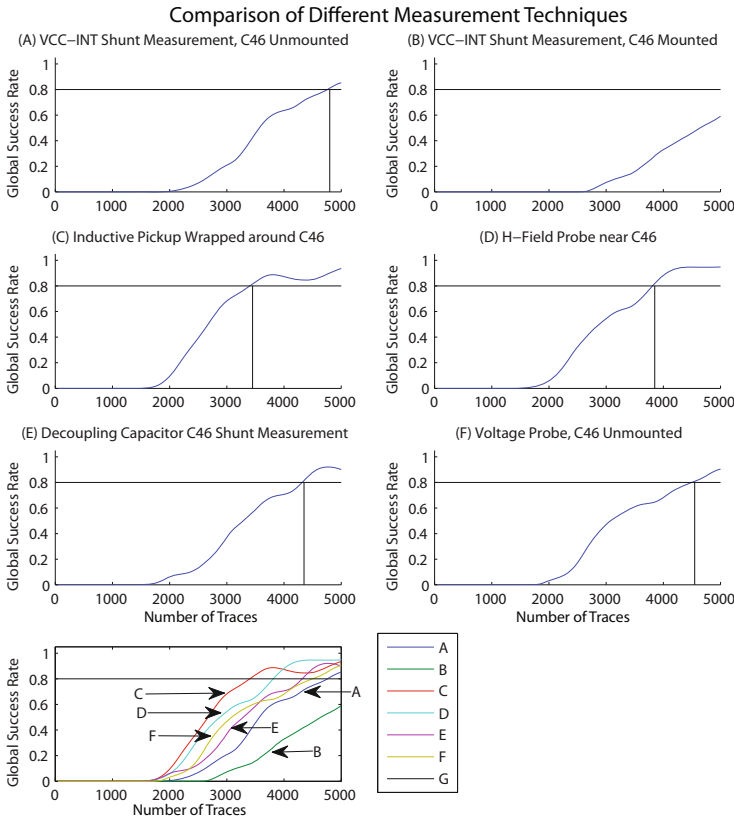 Comparison of Different Measurement Techniques
(A) VCC−INT Shunt Measurement, C46 Unmounted
Global Success Rate
1
0.8
0.6
0.4
0.2
0
0 1000 2000 3000 4000 5000
(B) VCC−INT Shunt Measurement, C46 Mounted
Global Success Rate
1
0.8
0.6
0.4
0.2
0
0 1000 2000 3000 4000 5000
(C) Inductive Pickup Wrapped around C46
Global Success Rate
1
0.8
0.6
0.4
0.2
0
0 1000 2000 3000 4000 5000
(D) H−Field Probe near C46
Global Success Rate
1
0.8
0.6
0.4
0.2
0
0 1000 2000 3000 4000 5000
(E) Decoupling Capacitor C46 Shunt Measurement
Global Success Rate
1
0.8
0.6
0.4
0.2
0
0 1000 2000 3000 4000 5000
Number of Traces
(F) Voltage Probe, C46 Unmounted
Global Success Rate
1
0.8
0.6
0.4
0.2
0
0 1000 2000 3000 4000 5000
Number of Traces
Global Success Rate
1
0.8
0.6
0.4
0.2
0
C
A
D
F
E
B
0 1000 2000 3000 4000 5000
Number of Traces
A
B
C
D
E
F
G